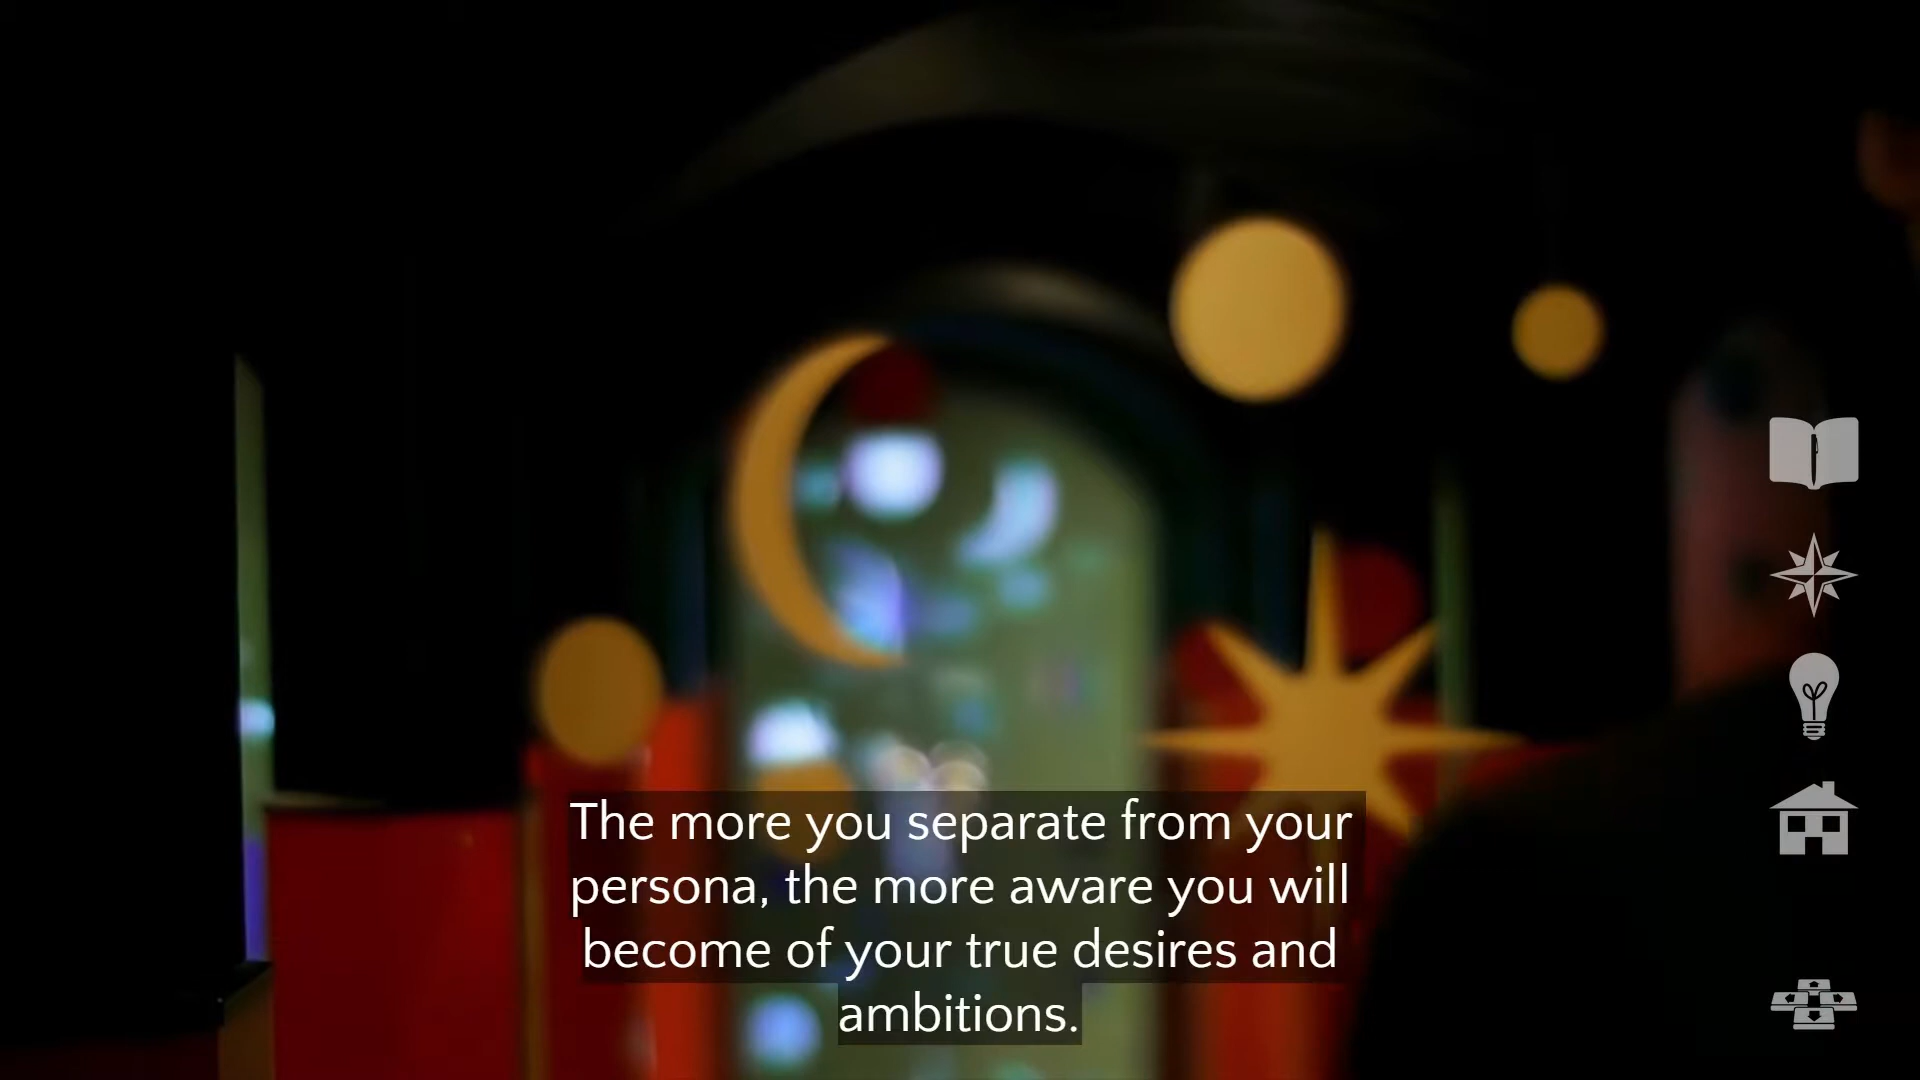 The more you separate from your
persona, the more aware you will
become of your true desires and
ambitions.